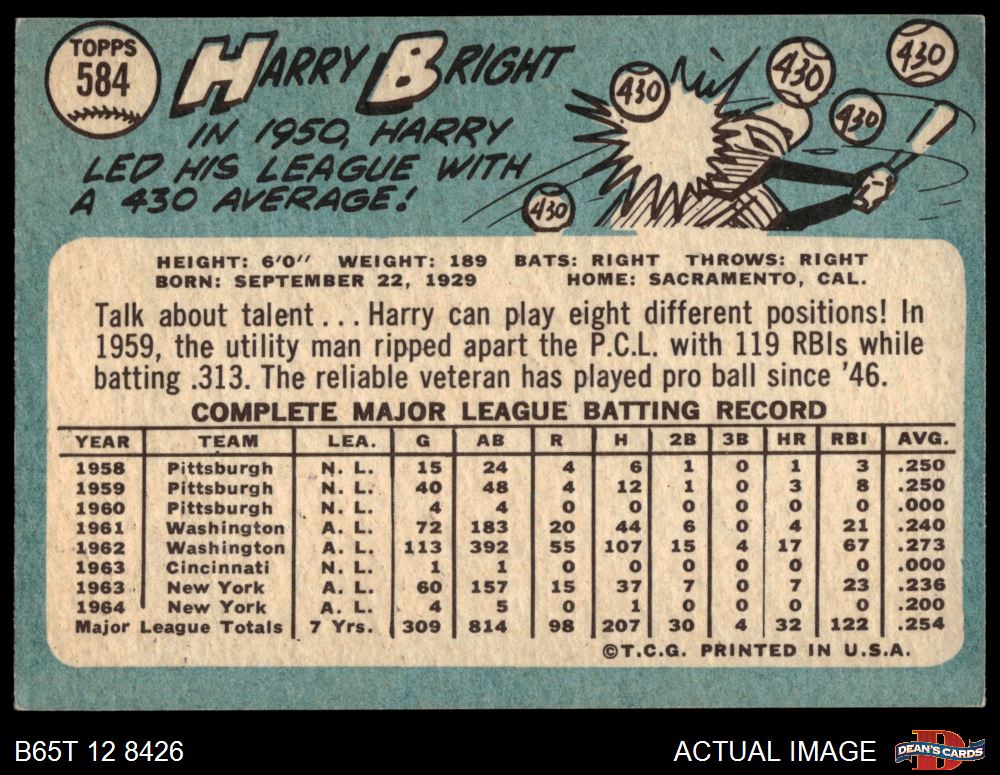 TOPPS
584
HARRY BRIGHT
IN 1950, HARRY
LED HIS LEAGUE WITH
A 430 AVERAGE!
430
430
430
430
430
HEIGHT: 6'0" WEIGHT: 189 BATS: RIGHT THROWS: RIGHT
BORN: SEPTEMBER 22, 1929 HOME: SACRAMENTO, CAL.
Talk about talent... Harry can play eight different positions! In
1959, the utility man ripped apart the P.C.L. with 119 RBIs while
batting .313. The reliable veteran has played pro ball since '46.
COMPLETE MAJOR LEAGUE BATTING RECORD
YEAR TEAM LEA. G AB R H 2B 3B HR RBI AVG.
1958 Pittsburgh N. L. 15 24 4 6 1 0 1 3 .250
1959 Pittsburgh N. L. 40 48 4 12 1 0 3 8 .250
1960 Pittsburgh N. L. 4 4 0 0 0 0 0 0 .000
1961 Washington A. L. 72 183 20 44 6 0 4 21 .240
1962 Washington A. L. 113 392 55 107 15 4 17 67 .273
1963 Cincinnati N. L. 1 1 0 0 0 0 0 0 .000
1963 New York A. L. 60 157 15 37 7 0 7 23 .236
1964 New York A. L. 4 5 0 1 0 0 0 0 .200
Major League Totals 7 Yrs. 309 814 98 207 30 4 32 122 .254
©T.C.G. PRINTED IN U.S.A.
B65T 12 8426
ACTUAL IMAGE
D
DEAN'S CARDS